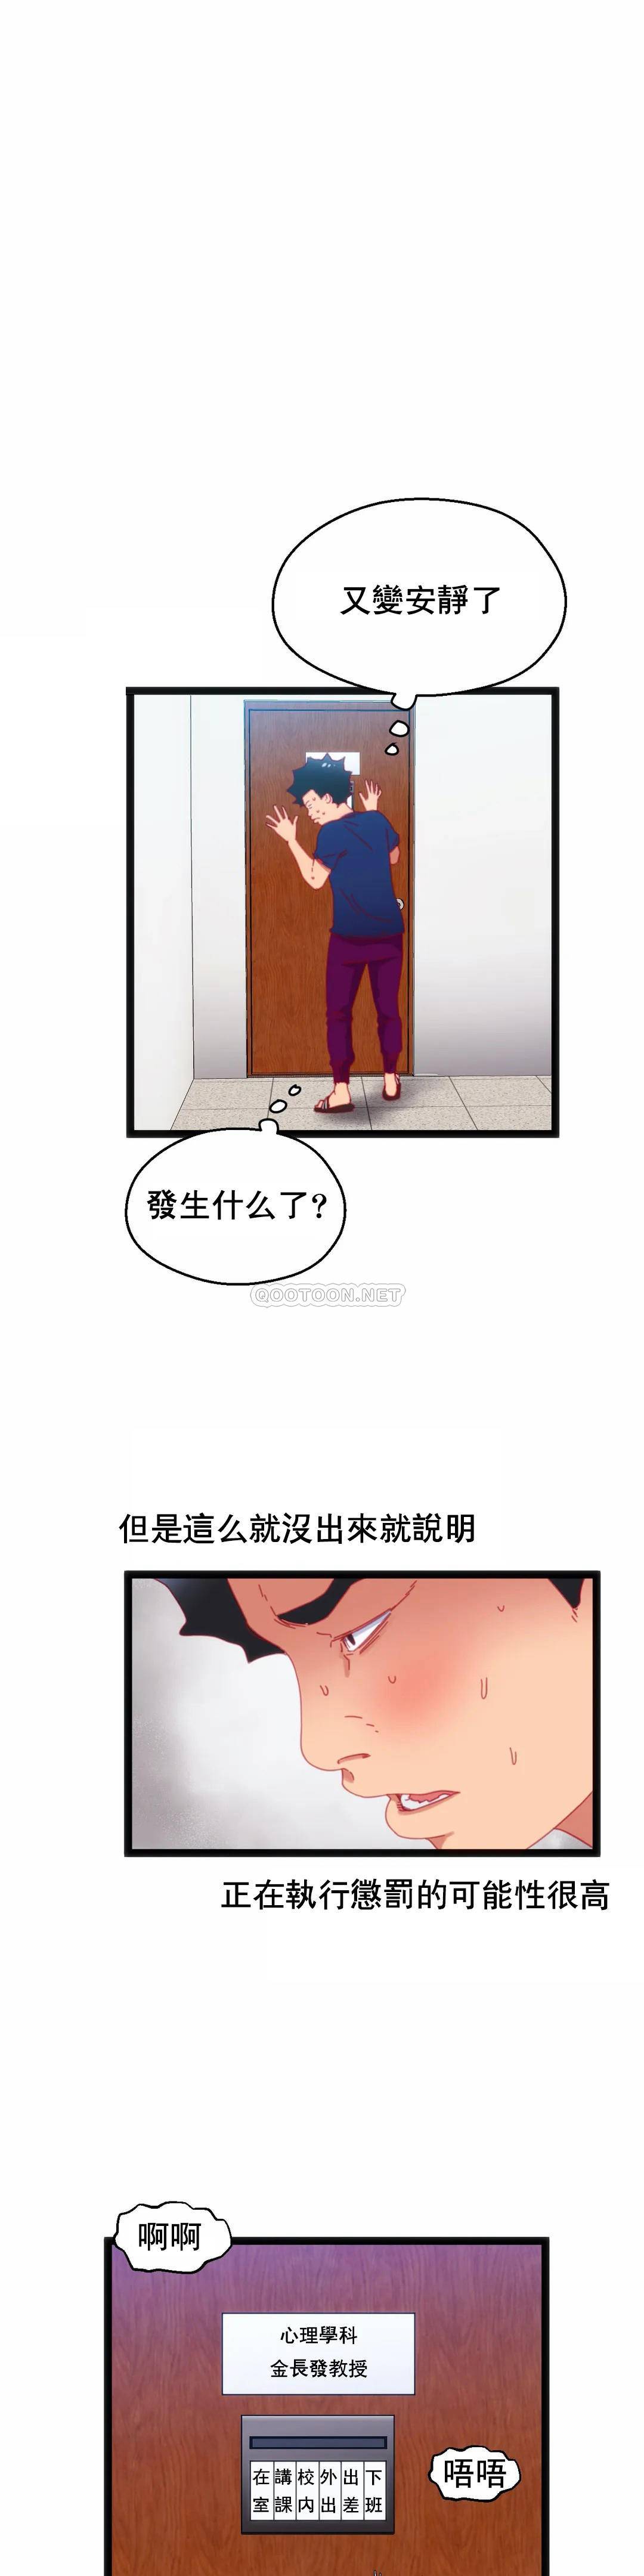 又變安靜了
發生什么了?
QOOTOON.NET
但是這么就沒出來就說明
正在執行懲罰的可能性很高
啊啊
心理學科
金長發教授
唔唔
在室 講課 校內 外出 出差 下班